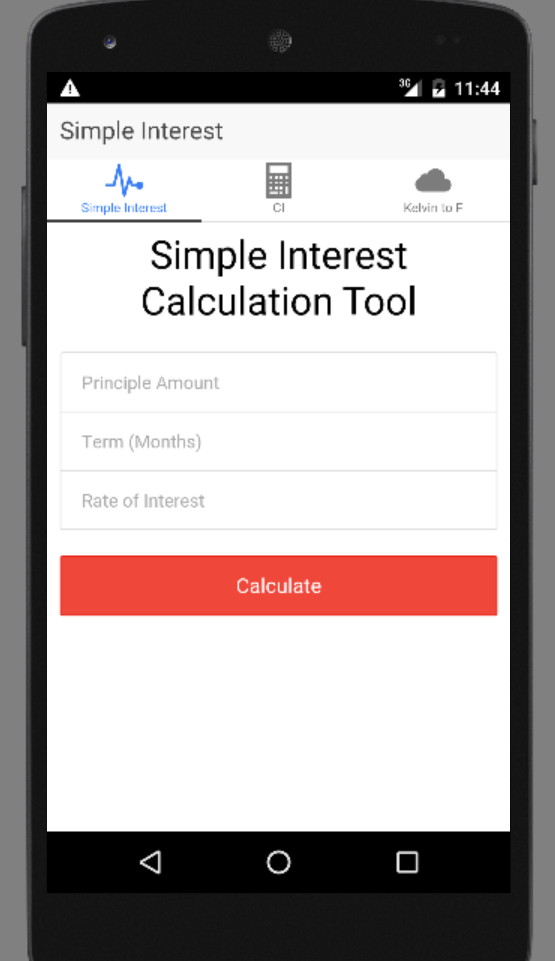 3G 11:44
Simple Interest
Simple Interest CI Kelvin to F
Simple Interest
Calculation Tool
Principle Amount
Term (Months)
Rate of Interest
Calculate